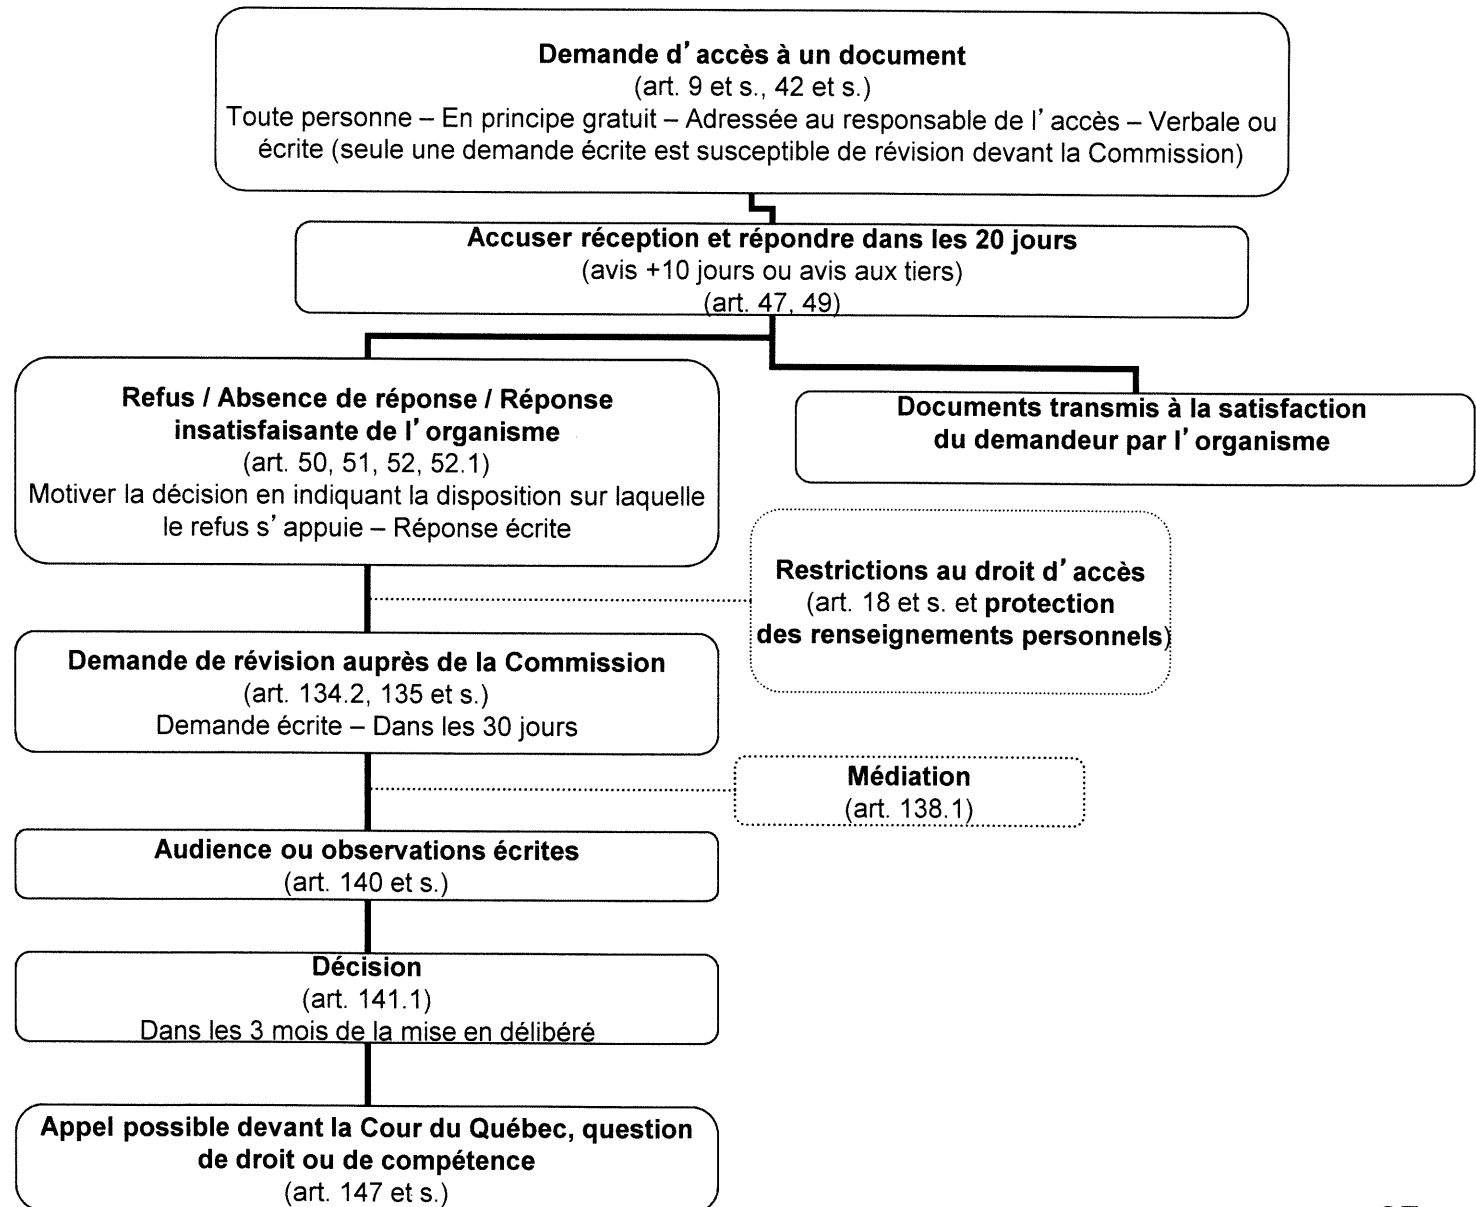 Demande d’accès à un document
(art. 9 et s., 42 et s.)
Toute personne – En principe gratuit – Adressée au responsable de l’accès – Verbale ou
écrite (seule une demande écrite est susceptible de révision devant la Commission)
Accuser réception et répondre dans les 20 jours
(avis +10 jours ou avis aux tiers)
(art. 47, 49)
Refus / Absence de réponse / Réponse
insatisfaisante de l’organisme
(art. 50, 51, 52, 52.1)
Motiver la décision en indiquant la disposition sur laquelle
le refus s’appuie – Réponse écrite
Documents transmis à la satisfaction
du demandeur par l’organisme
Restrictions au droit d’accès
(art. 18 et s. et protection
des renseignements personnels)
Demande de révision auprès de la Commission
(art. 134.2, 135 et s.)
Demande écrite – Dans les 30 jours
Médiation
(art. 138.1)
Audience ou observations écrites
(art. 140 et s.)
Décision
(art. 141.1)
Dans les 3 mois de la mise en délibéré
Appel possible devant la Cour du Québec, question
de droit ou de compétence
(art. 147 et s.)